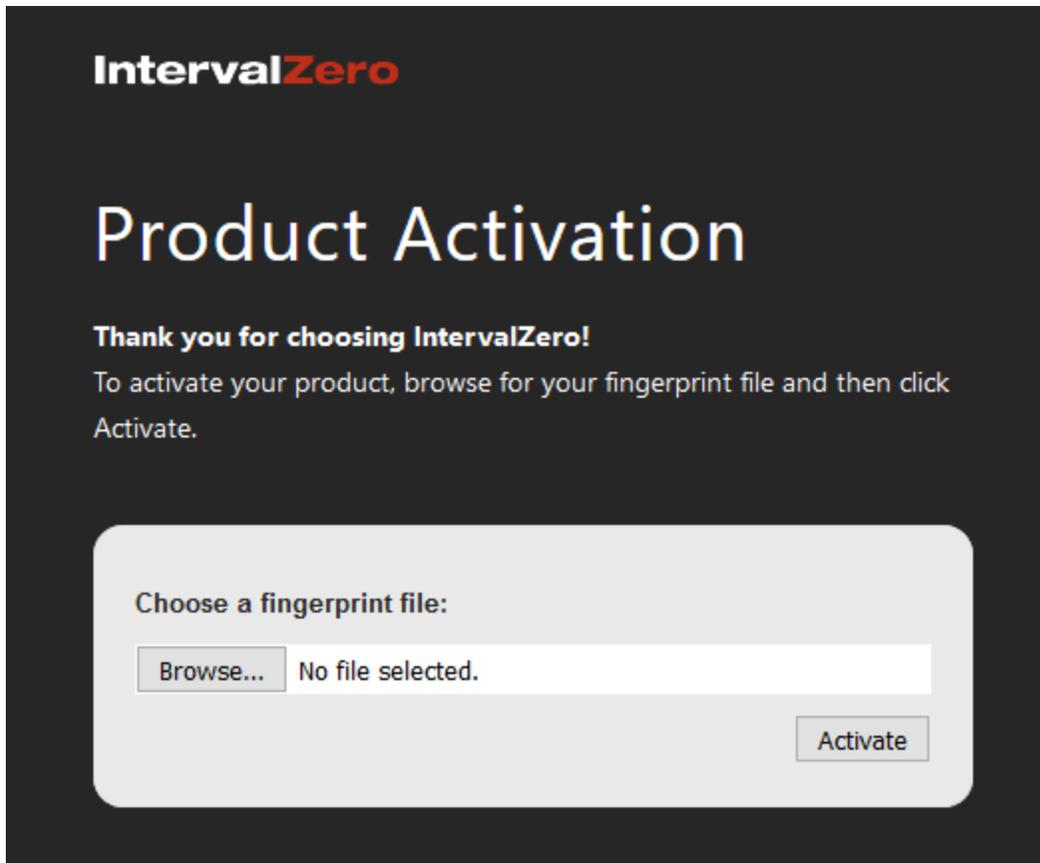 IntervalZero
Product Activation
Thank you for choosing IntervalZero!
To activate your product, browse for your fingerprint file and then click
Activate.
Choose a fingerprint file:
Browse... No file selected.
Activate